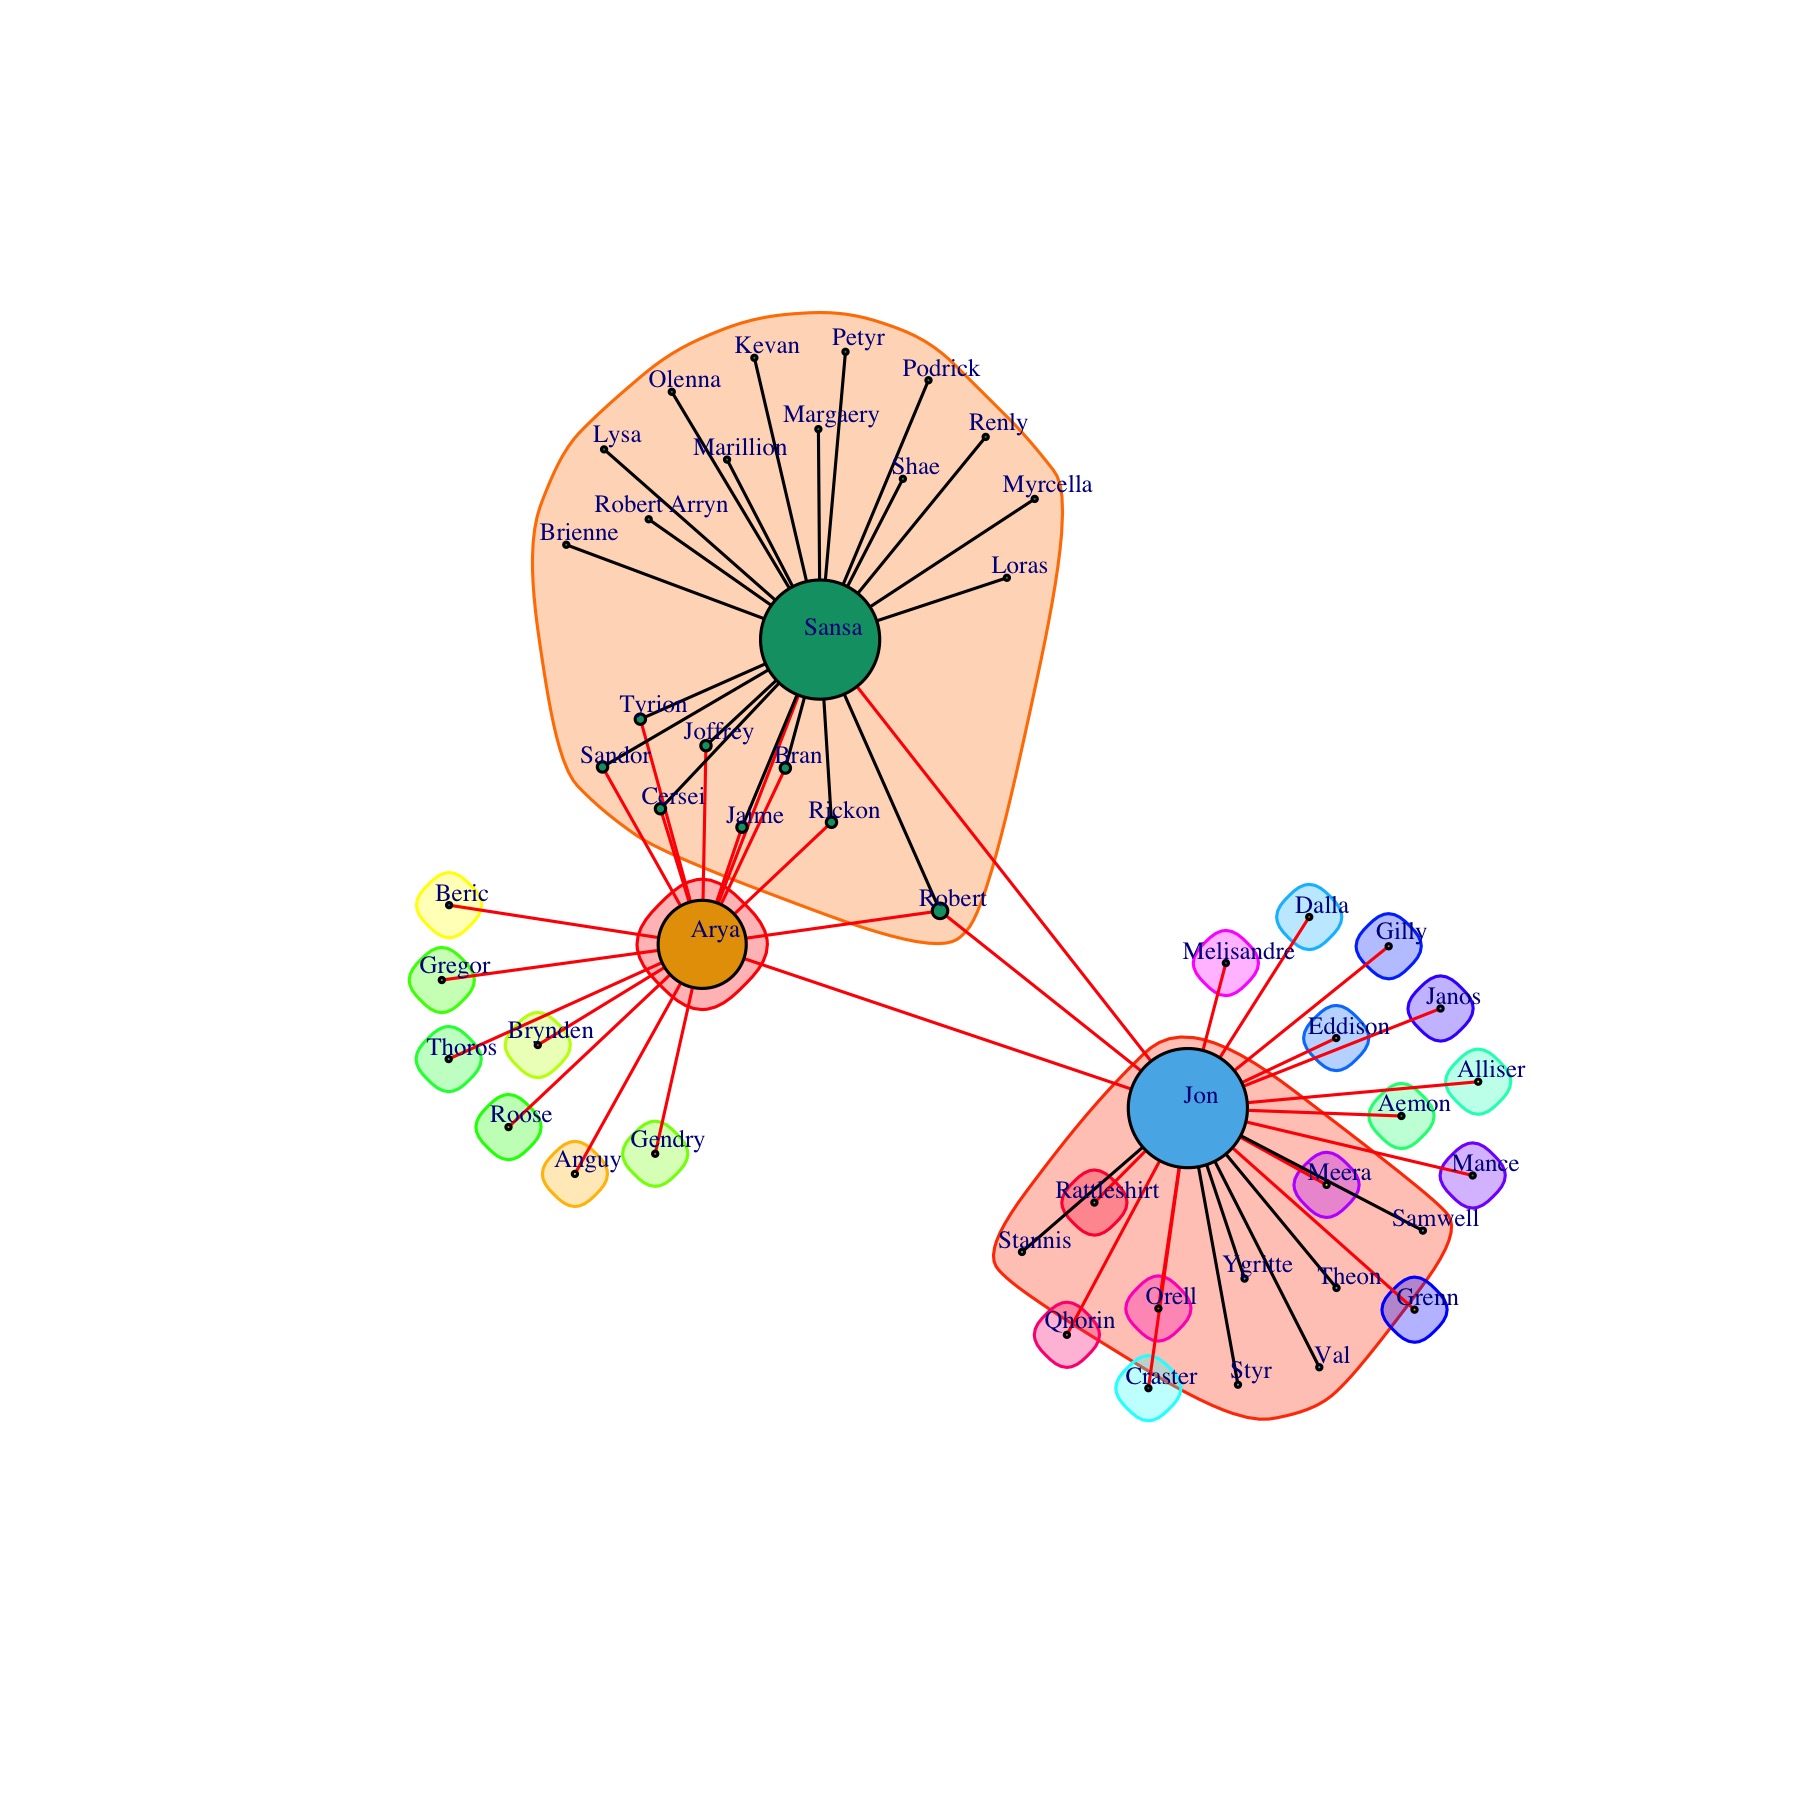 Petyr
Kevan
Podrick
Olenna
Margaery
Renly
Lysa
Marillion
Shae
Myrcella
Robert Arryn
Brienne
Loras
Sansa
Tyrion
Joffrey
Sandor
Bran
Cersei
Jaime
Rickon
Beric
Robert
Dalla
Arya
Gilly
Melisandre
Gregor
Janos
Brynden
Eddison
Thoros
Alliser
Jon
Aemon
Roose
Gendry
Anguy
Mance
Meera
Rattleshirt
Samwell
Stannis
Ygritte
Theon
Orell
Grenn
Qhorin
Val
Styr
Craster